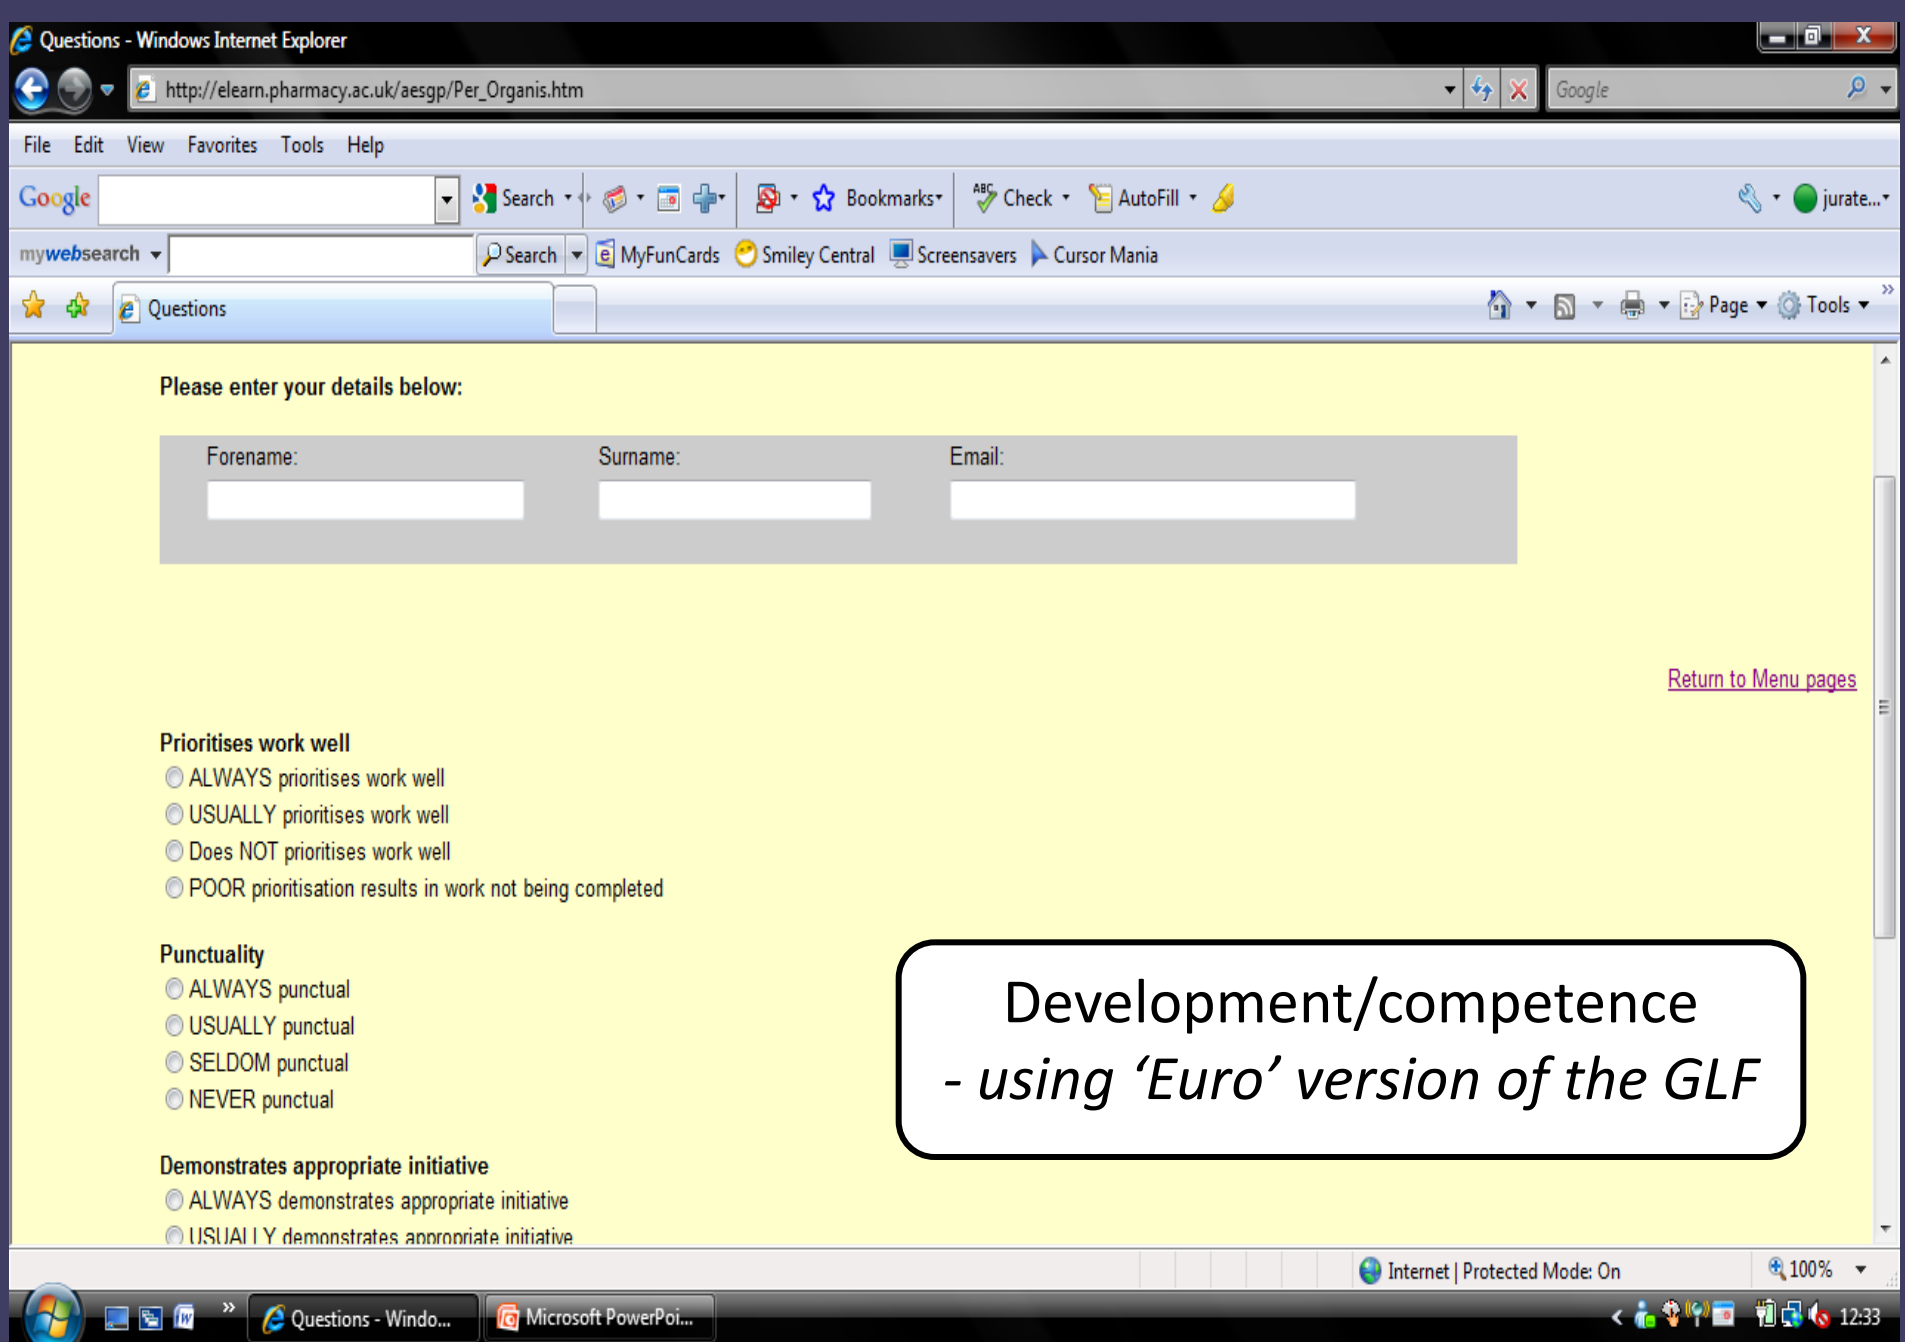 Questions - Windows Internet Explorer
http://elearn.pharmacy.ac.uk/aesgp/Per_Organis.htm
Google
File Edit View Favorites Tools Help
Google Search Bookmarks ABC Check AutoFill jurate...
mywebsearch Search MyFunCards Smiley Central Screensavers Cursor Mania
Questions Page Tools
Please enter your details below:
Forename: Surname: Email:
Return to Menu pages
Prioritises work well
ALWAYS prioritises work well
USUALLY prioritises work well
Does NOT prioritises work well
POOR prioritisation results in work not being completed
Punctuality
ALWAYS punctual
USUALLY punctual
SELDOM punctual
NEVER punctual
Development/competence
- using ‘Euro’ version of the GLF
Demonstrates appropriate initiative
ALWAYS demonstrates appropriate initiative
USUALLY demonstrates appropriate initiative
Internet | Protected Mode: On 100%
Questions - Windo... Microsoft PowerPoi... 12:33